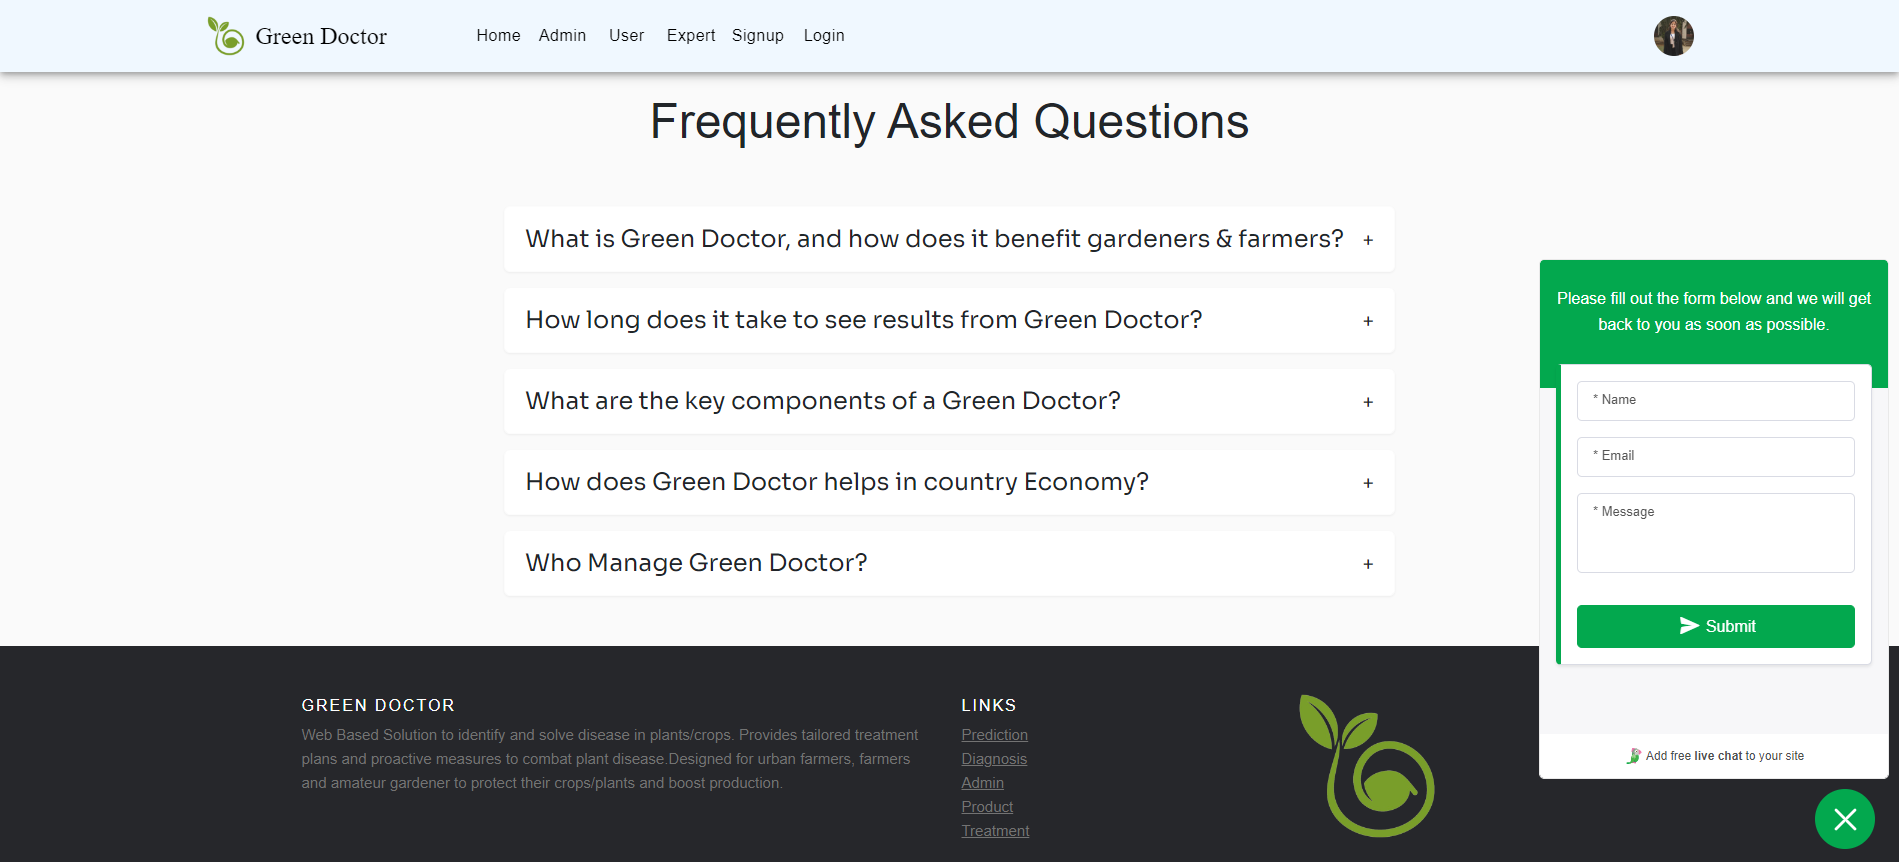 Green Doctor
Home Admin User Expert Signup Login
Frequently Asked Questions
What is Green Doctor, and how does it benefit gardeners & farmers? +
How long does it take to see results from Green Doctor? +
What are the key components of a Green Doctor? +
How does Green Doctor helps in country Economy? +
Who Manage Green Doctor? +
Please fill out the form below and we will get
back to you as soon as possible.
* Name
* Email
* Message
Submit
Add free live chat to your site
GREEN DOCTOR
Web Based Solution to identify and solve disease in plants/crops. Provides tailored treatment
plans and proactive measures to combat plant disease.Designed for urban farmers, farmers
and amateur gardener to protect their crops/plants and boost production.
LINKS
Prediction
Diagnosis
Admin
Product
Treatment